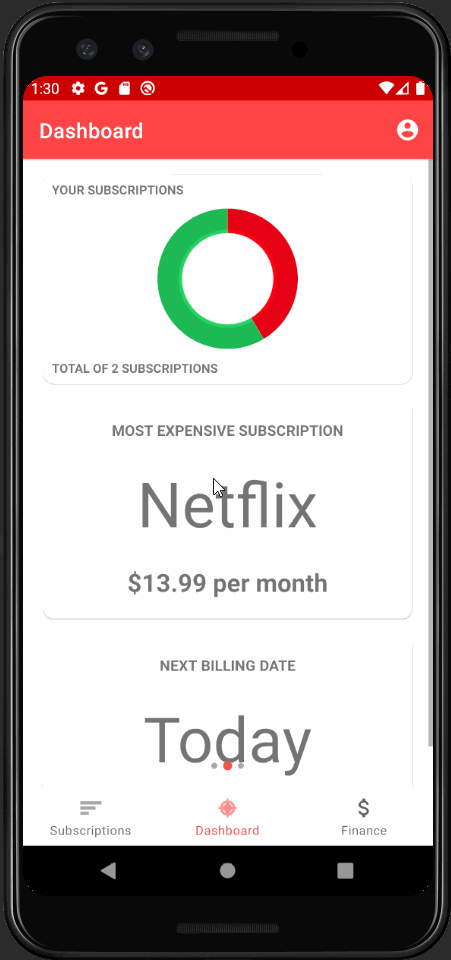 1:30
Dashboard
YOUR SUBSCRIPTIONS
TOTAL OF 2 SUBSCRIPTIONS
MOST EXPENSIVE SUBSCRIPTION
Netflix
$13.99 per month
NEXT BILLING DATE
Today
Subscriptions Dashboard Finance